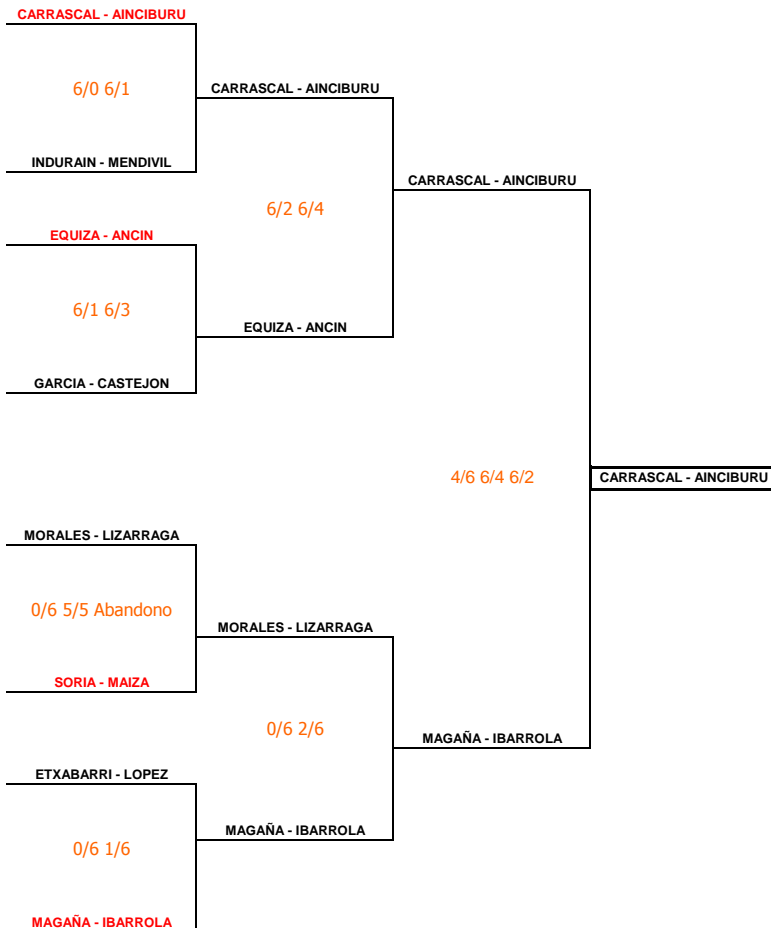 CARRASCAL - AINCIBURU
6/0 6/1
CARRASCAL - AINCIBURU
INDURAIN - MENDIVIL
CARRASCAL - AINCIBURU
6/2 6/4
EQUIZA - ANCIN
6/1 6/3
EQUIZA - ANCIN
GARCIA - CASTEJON
4/6 6/4 6/2
CARRASCAL - AINCIBURU
MORALES - LIZARRAGA
0/6 5/5 Abandono
MORALES - LIZARRAGA
SORIA - MAIZA
0/6 2/6
MAGAÑA - IBARROLA
ETXABARRI - LOPEZ
MAGAÑA - IBARROLA
0/6 1/6
MAGAÑA - IBARROLA